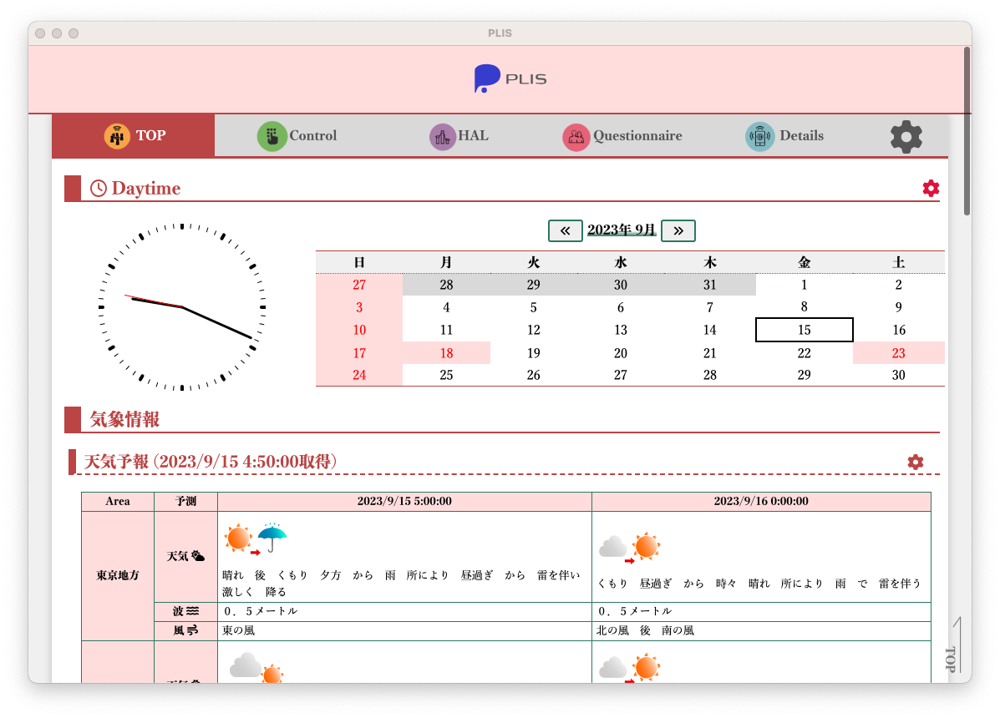 PLIS
PLIS
TOP Control HAL Questionnaire Details
Daytime
« 2023年 9月 »
日 月 火 水 木 金 土
27 28 29 30 31 1 2
3 4 5 6 7 8 9
10 11 12 13 14 15 16
17 18 19 20 21 22 23
24 25 26 27 28 29 30
気象情報
天気予報（2023/9/15 4:50:00取得）
Area 予測 2023/9/15 5:00:00 2023/9/16 0:00:00
東京地方 天気
晴れ　後　くもり　夕方　から　雨　所により　昼過ぎ　から　雷を伴い
激しく　降る
くもり　昼過ぎ　から　時々　晴れ　所により　雨　で　雷を伴う
波 ０．５メートル ０．５メートル
風 東の風 北の風　後　南の風
TOP